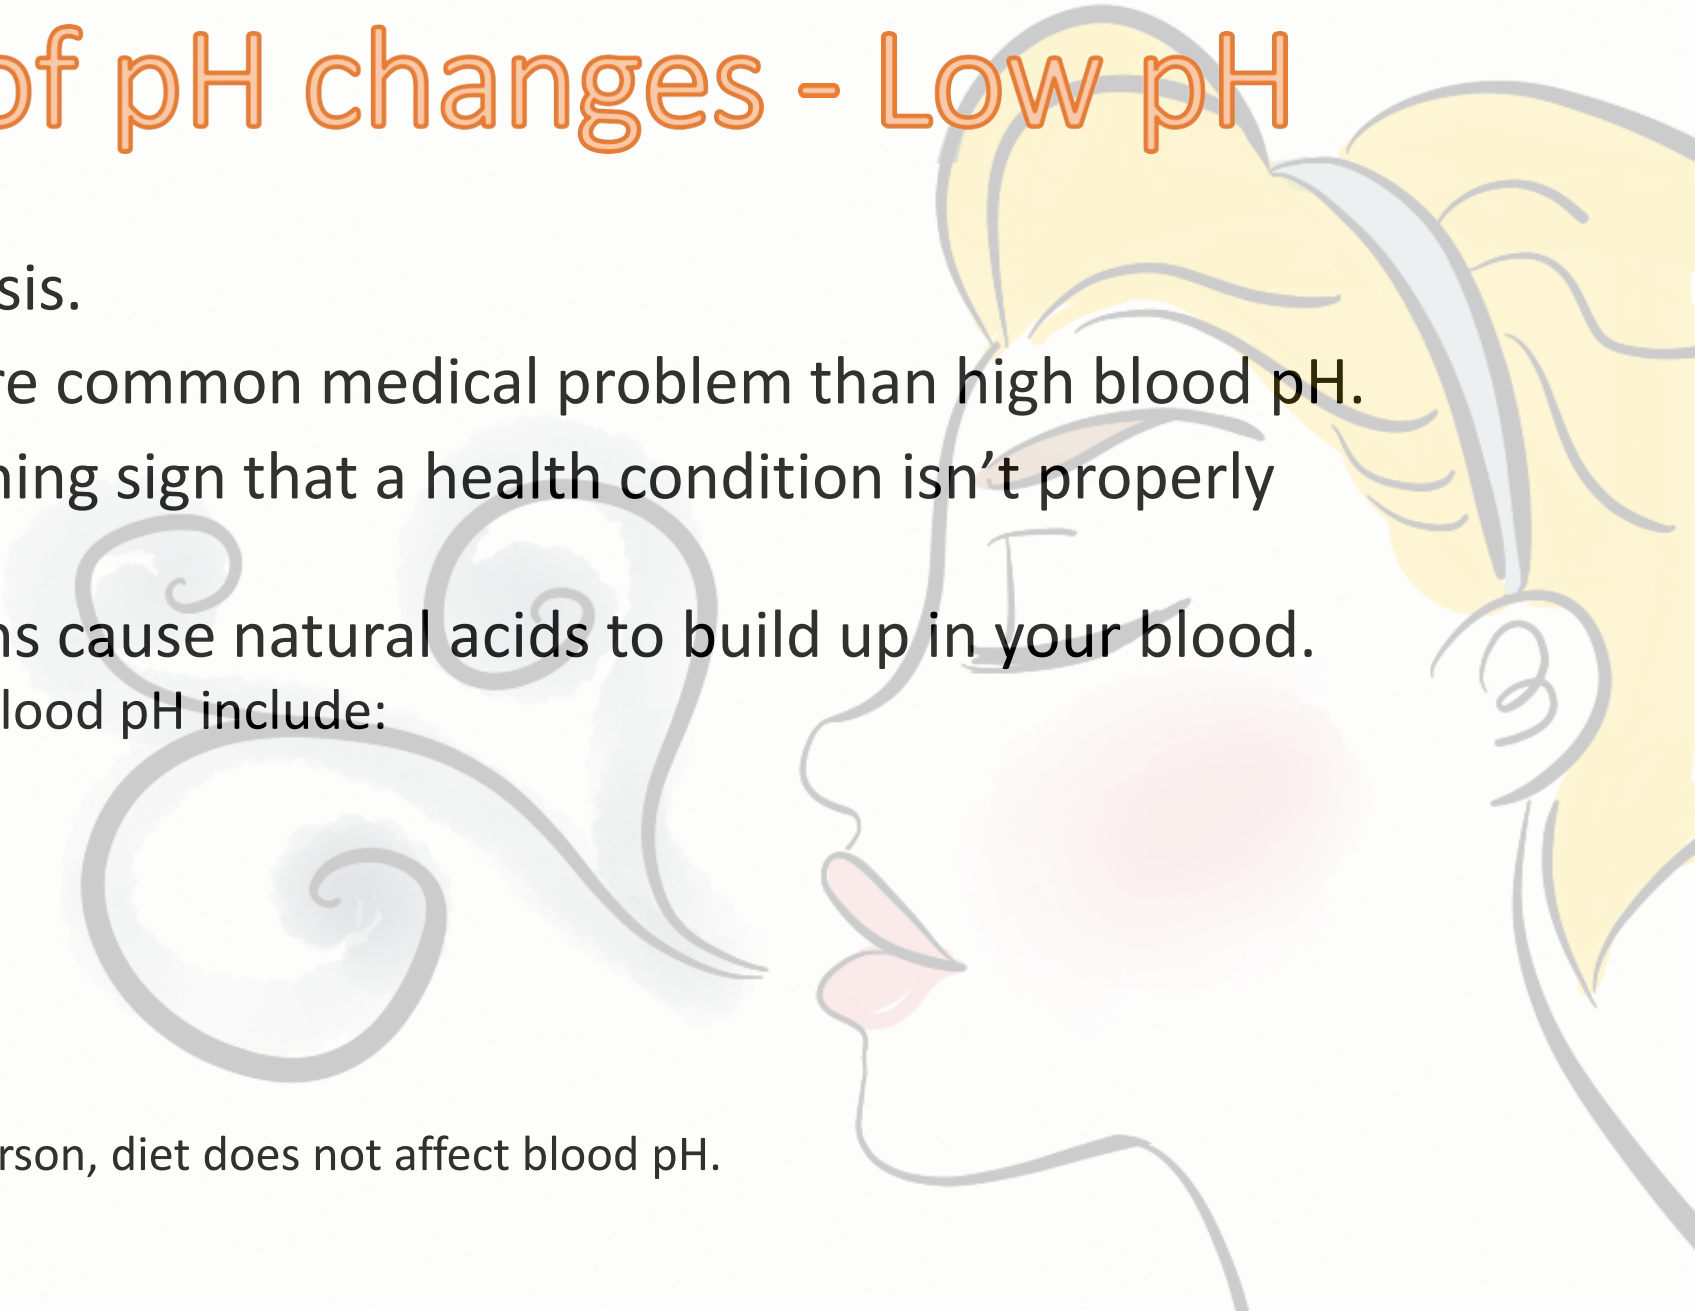 of pH changes - Low pH
sis.
re common medical problem than high blood pH.
ning sign that a health condition isn’t properly
ns cause natural acids to build up in your blood.
lood pH include:
rson, diet does not affect blood pH.